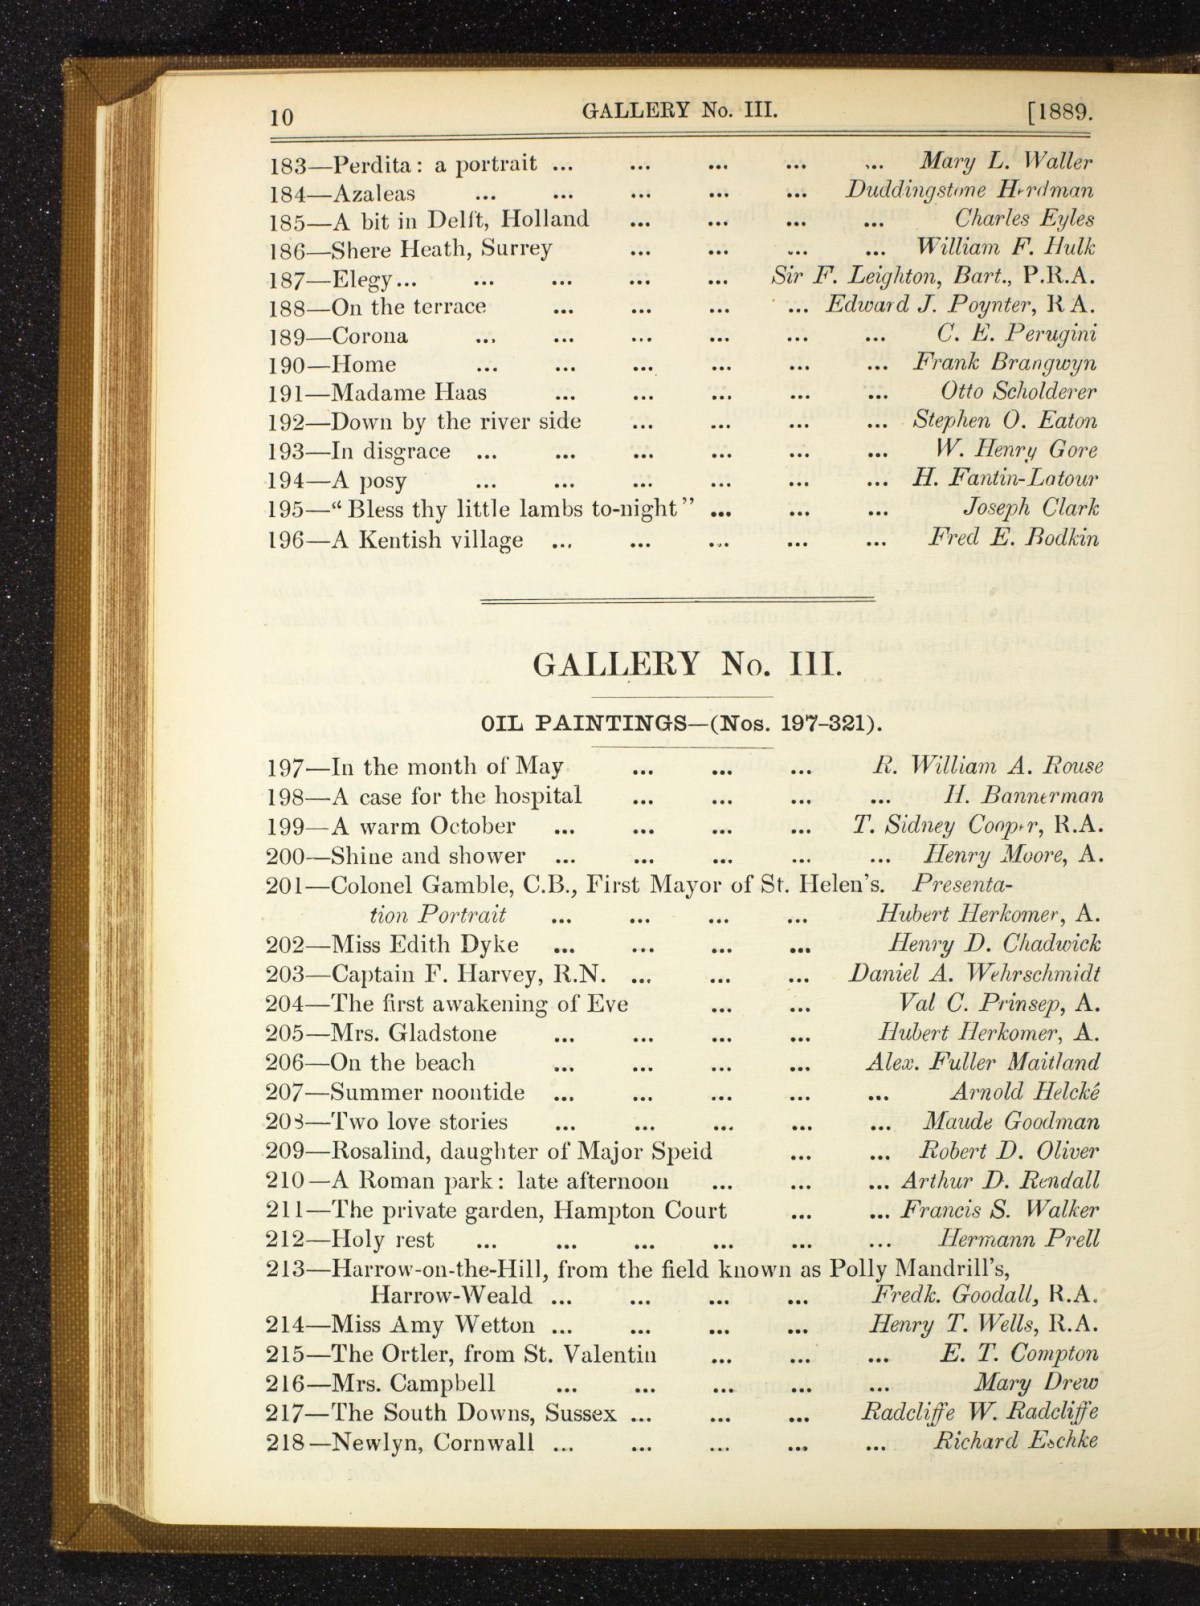 10 GALLERY No. III. [1889.
183—Perdita: a portrait ... ... ... ... ... Mary L. Waller
184—Azaleas ... ... ... ... ... Duddingstone Herdman
185—A bit in Delft, Holland ... ... ... ... Charles Eyles
186—Shere Heath, Surrey ... ... ... ... William F. Hulk
187—Elegy... ... ... ... ... Sir F. Leighton, Bart., P.R.A.
188—On the terrace ... ... ... ... Edward J. Poynter, R A.
189—Corona ... ... ... ... ... ... C. E. Perugini
190—Home ... ... ... ... ... ... Frank Brangwyn
191—Madame Haas ... ... ... ... ... Otto Scholderer
192—Down by the river side ... ... ... ... Stephen O. Eaton
193—In disgrace ... ... ... ... ... ... W. Henry Gore
194—A posy ... ... ... ... ... ... H. Fantin-Latour
195—“Bless thy little lambs to-night” ... ... ... Joseph Clark
196—A Kentish village ... ... ... ... ... Fred E. Bodkin
GALLERY No. III.
OIL PAINTINGS—(Nos. 197–321).
197—In the month of May ... ... ... R. William A. Rouse
198—A case for the hospital ... ... ... ... H. Bannerman
199—A warm October ... ... ... ... T. Sidney Cooper, R.A.
200—Shine and shower ... ... ... ... ... Henry Moore, A.
201—Colonel Gamble, C.B., First Mayor of St. Helen's. Presenta-
tion Portrait ... ... ... ... Hubert Herkomer, A.
202—Miss Edith Dyke ... ... ... ... Henry D. Chadwick
203—Captain F. Harvey, R.N. ... ... ... Daniel A. Wehrschmidt
204—The first awakening of Eve ... ... Val C. Prinsep, A.
205—Mrs. Gladstone ... ... ... ... Hubert Herkomer, A.
206—On the beach ... ... ... ... Alex. Fuller Maitland
207—Summer noontide ... ... ... ... ... Arnold Helcké
208—Two love stories ... ... ... ... ... Maude Goodman
209—Rosalind, daughter of Major Speid ... ... Robert D. Oliver
210—A Roman park: late afternoon ... ... ... Arthur D. Rendall
211—The private garden, Hampton Court ... ... Francis S. Walker
212—Holy rest ... ... ... ... ... ... Hermann Prell
213—Harrow-on-the-Hill, from the field known as Polly Mandrill's,
Harrow-Weald ... ... ... ... Fredk. Goodall, R.A.
214—Miss Amy Wetton ... ... ... ... Henry T. Wells, R.A.
215—The Ortler, from St. Valentin ... ... ... E. T. Compton
216—Mrs. Campbell ... ... ... ... ... Mary Drew
217—The South Downs, Sussex ... ... ... Radcliffe W. Radcliffe
218—Newlyn, Cornwall ... ... ... ... ... Richard Eschke